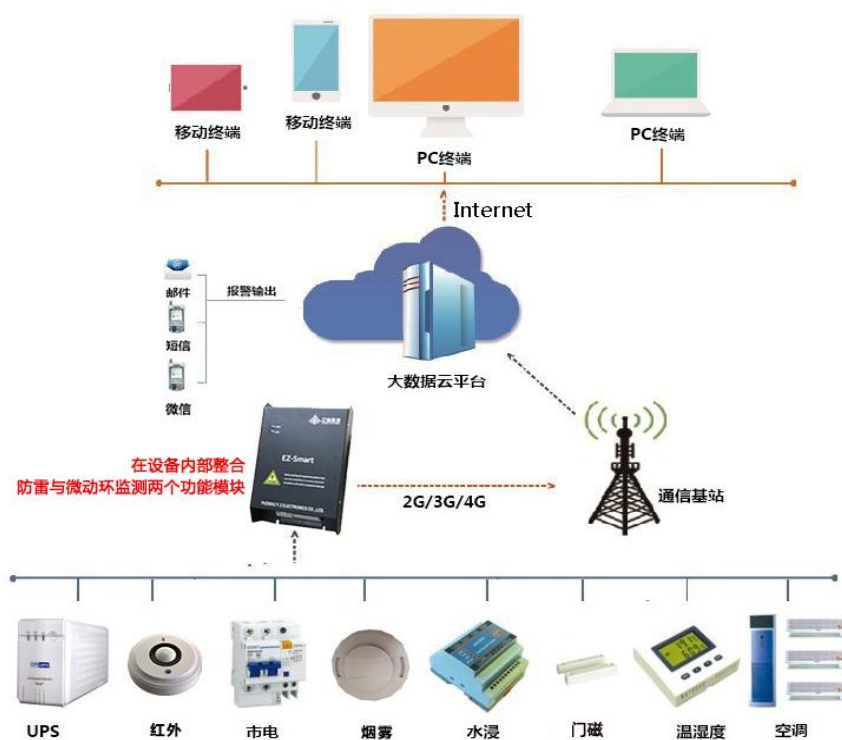 移动终端
移动终端
PC终端
PC终端
Internet
邮件
报警输出
短信
微信
大数据云平台
在设备内部整合
防雷与微动环监测两个功能模块
EZ-Smart
2G/3G/4G
通信基站
UPS
红外
市电
烟雾
水浸
门磁
温湿度
空调